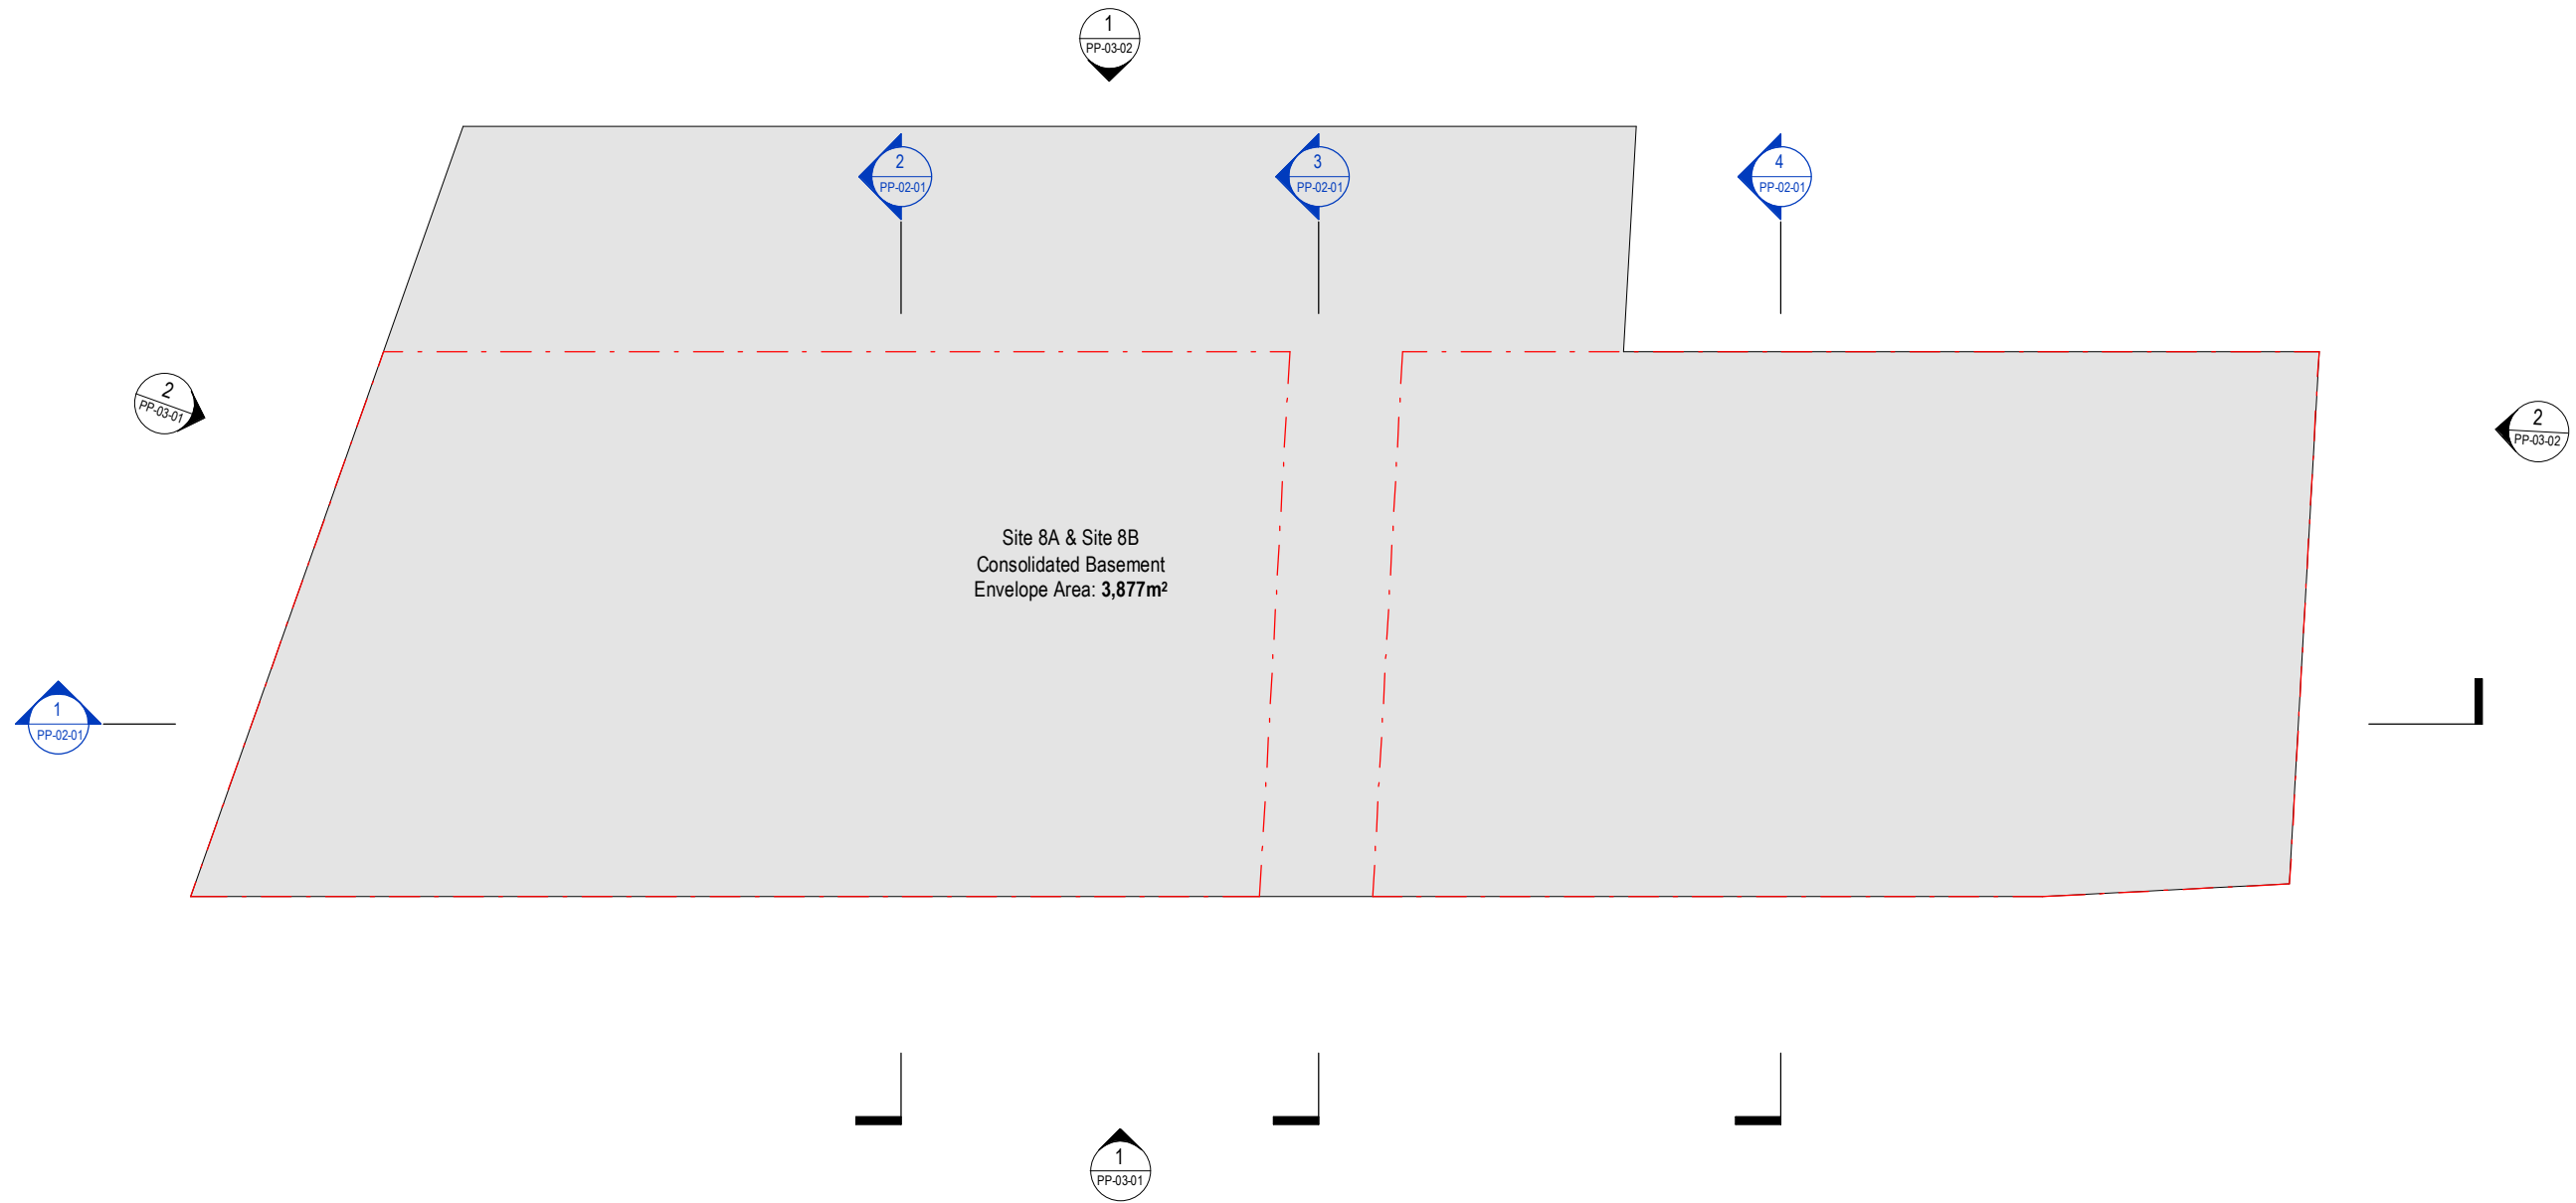 1
PP-03-02
2
PP-02-01
3
PP-02-01
4
PP-02-01
2
PP-03-01
2
PP-03-02
Site 8A & Site 8B
Consolidated Basement
Envelope Area: 3,877m²
1
PP-02-01
1
PP-03-01